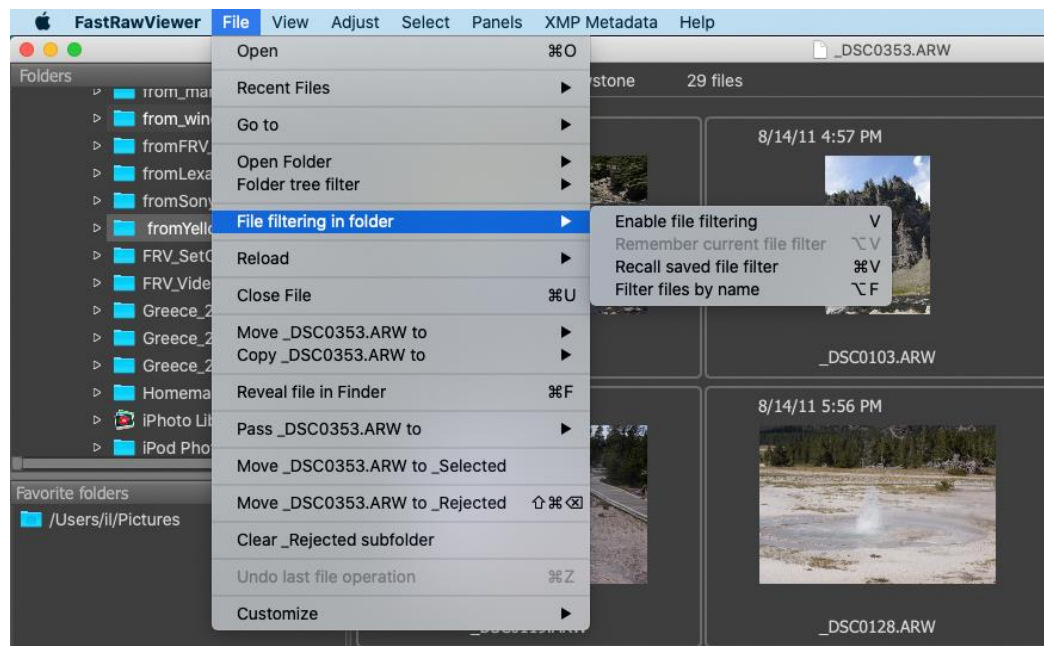 FastRawViewer File View Adjust Select Panels XMP Metadata Help
_DSC0353.ARW
Folders
29 files
from_win
fromFRV_
fromLexa
fromSony
fromYello
FRV_SetC
FRV_Vide
Greece_2
Greece_2
Greece_2
Homema
iPhoto Lib
iPod Pho
Favorite folders
/Users/il/Pictures
Open ⌘O
Recent Files
Go to
Open Folder
Folder tree filter
File filtering in folder
Reload
Close File ⌘U
Move _DSC0353.ARW to
Copy _DSC0353.ARW to
Reveal file in Finder ⌘F
Pass _DSC0353.ARW to
Move _DSC0353.ARW to _Selected
Move _DSC0353.ARW to _Rejected ⇧⌘⌫
Clear _Rejected subfolder
Undo last file operation ⌘Z
Customize
Enable file filtering V
Remember current file filter ⌥V
Recall saved file filter ⌘V
Filter files by name ⌥F
8/14/11 4:57 PM
_DSC0103.ARW
8/14/11 5:56 PM
_DSC0128.ARW